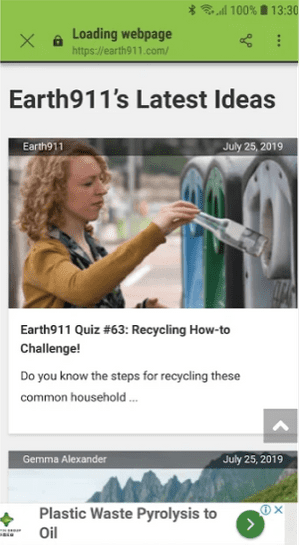 100% 13:30
Loading webpage
https://earth911.com/
Earth911's Latest Ideas
Earth911 July 25, 2019
Earth911 Quiz #63: Recycling How-to
Challenge!
Do you know the steps for recycling these
common household ...
Gemma Alexander July 25, 2019
Plastic Waste Pyrolysis to
Oil